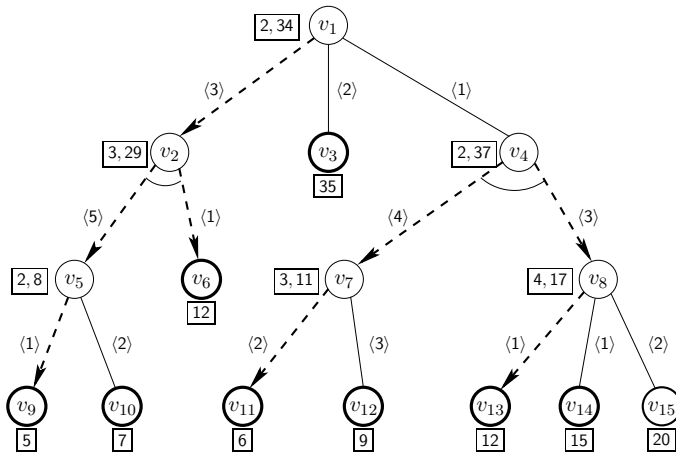 2, 34 v1
⟨3⟩ ⟨2⟩ ⟨1⟩
3, 29 v2 v3 2, 37 v4
35
⟨5⟩ ⟨1⟩ ⟨4⟩ ⟨3⟩
2, 8 v5 v6 3, 11 v7 4, 17 v8
12
⟨1⟩ ⟨2⟩ ⟨2⟩ ⟨3⟩ ⟨1⟩ ⟨1⟩ ⟨2⟩
v9 v10 v11 v12 v13 v14 v15
5 7 6 9 12 15 20